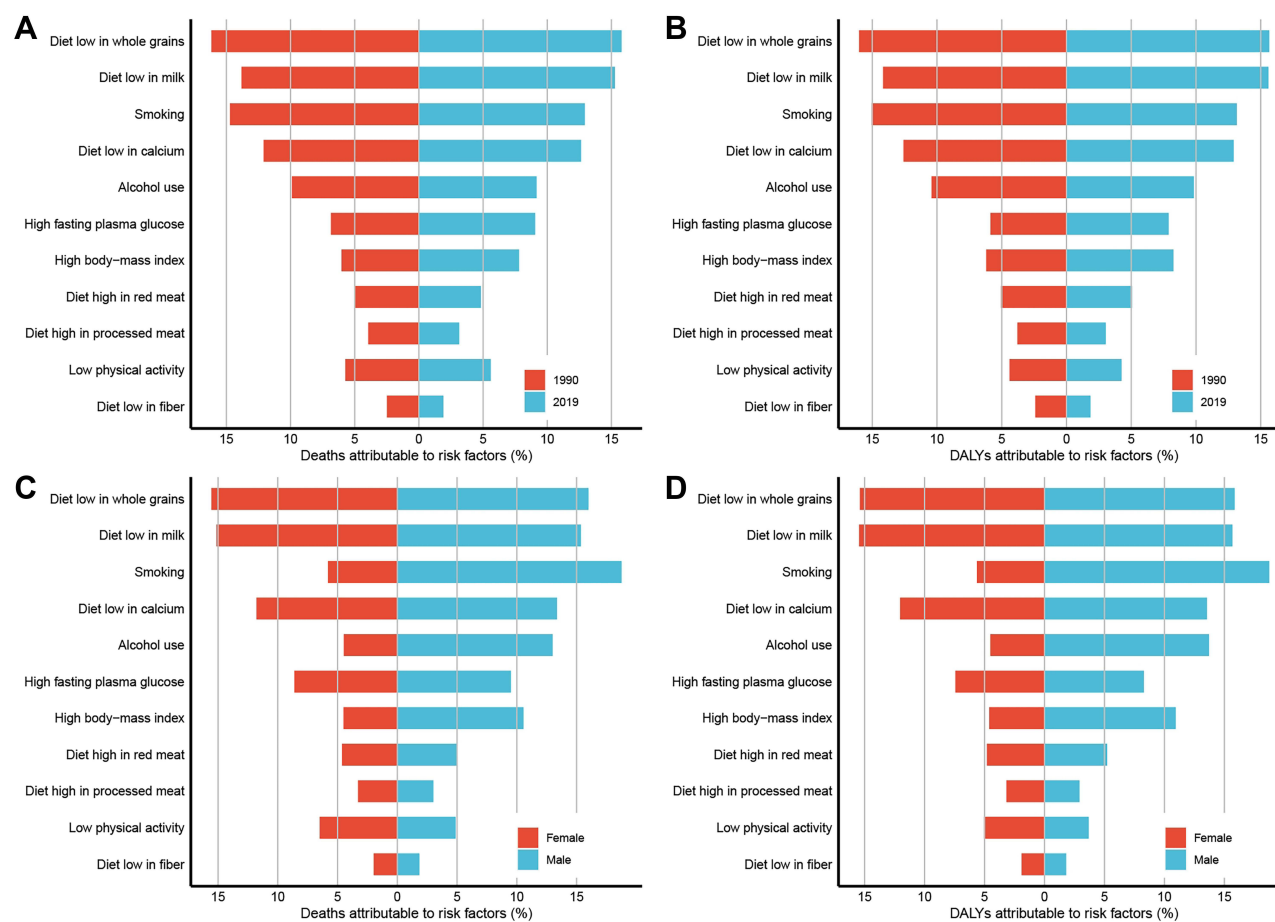 A
Diet low in whole grains
Diet low in milk
Smoking
Diet low in calcium
Alcohol use
High fasting plasma glucose
High body−mass index
Diet high in red meat
Diet high in processed meat
Low physical activity
Diet low in fiber
1990
2019
15 10 5 0 5 10 15
Deaths attributable to risk factors (%)
B
Diet low in whole grains
Diet low in milk
Smoking
Diet low in calcium
Alcohol use
High fasting plasma glucose
High body−mass index
Diet high in red meat
Diet high in processed meat
Low physical activity
Diet low in fiber
1990
2019
15 10 5 0 5 10 15
DALYs attributable to risk factors (%)
C
Diet low in whole grains
Diet low in milk
Smoking
Diet low in calcium
Alcohol use
High fasting plasma glucose
High body−mass index
Diet high in red meat
Diet high in processed meat
Low physical activity
Diet low in fiber
Female
Male
15 10 5 0 5 10 15
Deaths attributable to risk factors (%)
D
Diet low in whole grains
Diet low in milk
Smoking
Diet low in calcium
Alcohol use
High fasting plasma glucose
High body−mass index
Diet high in red meat
Diet high in processed meat
Low physical activity
Diet low in fiber
Female
Male
15 10 5 0 5 10 15
DALYs attributable to risk factors (%)